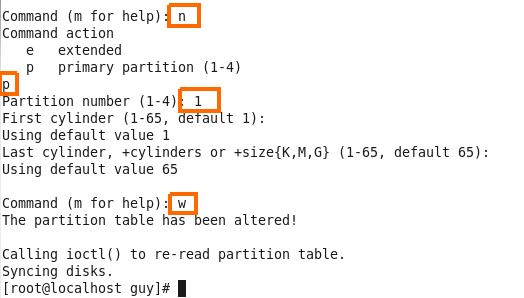 Command (m for help): n
Command action
   e   extended
   p   primary partition (1-4)
p
Partition number (1-4): 1
First cylinder (1-65, default 1):
Using default value 1
Last cylinder, +cylinders or +size{K,M,G} (1-65, default 65):
Using default value 65

Command (m for help): w
The partition table has been altered!

Calling ioctl() to re-read partition table.
Syncing disks.
[root@localhost guy]#